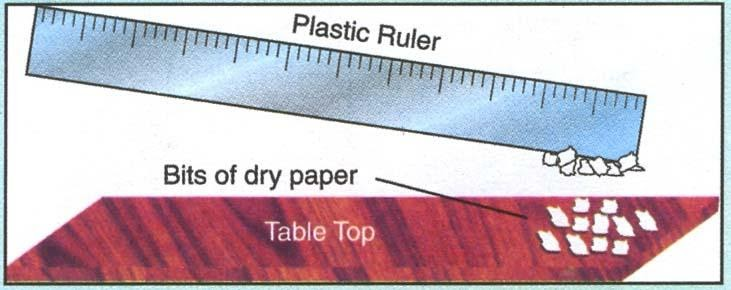 Plastic Ruler
Bits of dry paper
Table Top